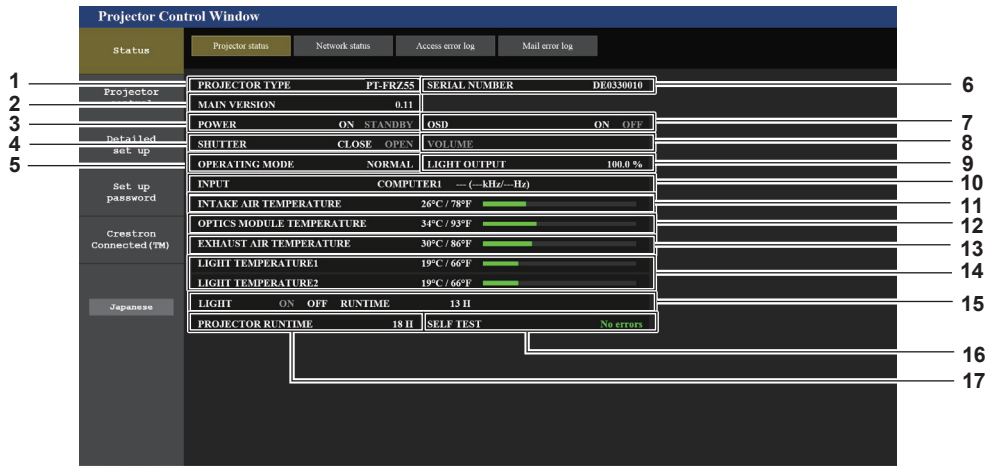 Projector Control Window
Status
Projector status Network status Access error log Mail error log
1 PROJECTOR TYPE PT-FRZ55 SERIAL NUMBER DE0330010 6
Projector
2 MAIN VERSION 0.11
3 POWER ON STANDBY OSD ON OFF 7
Detailed
set up
4 SHUTTER CLOSE OPEN VOLUME 8
5 OPERATING MODE NORMAL LIGHT OUTPUT 100.0 % 9
Set up
password
INPUT COMPUTER1 --- (---kHz/---Hz) 10
INTAKE AIR TEMPERATURE 26°C / 78°F 11
OPTICS MODULE TEMPERATURE 34°C / 93°F 12
Crestron
Connected(TM)
EXHAUST AIR TEMPERATURE 30°C / 86°F 13
LIGHT TEMPERATURE1 19°C / 66°F 14
LIGHT TEMPERATURE2 19°C / 66°F
Japanese
LIGHT ON OFF RUNTIME 13 H 15
PROJECTOR RUNTIME 18 H SELF TEST No errors
16
17